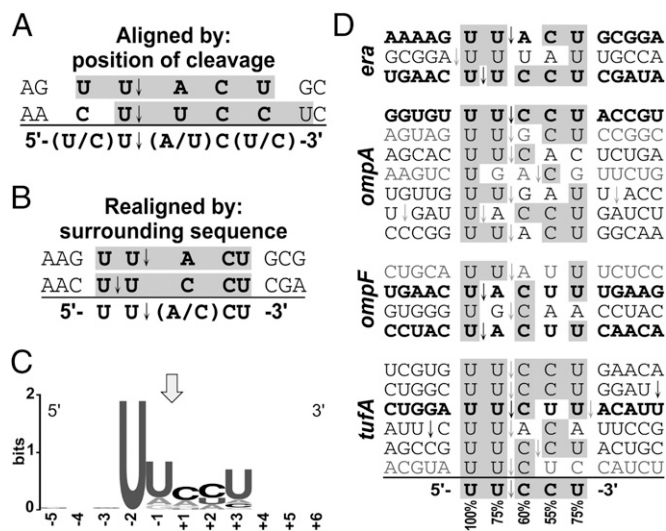 A
Aligned by:
position of cleavage
AG U U↓ A C U GC
AA C U↓ U C C UC
5'-(U/C)U↓(A/U)C(U/C)-3'
B
Realigned by:
surrounding sequence
AAG U U↓ A CU GCG
AAC U↓U C CU CGA
5'- U U↓(A/C)CU -3'
C
2
1
0
bits
5'
3'
-5 -4 -3 -2 -1 +1 +2 +3 +4 +5 +6
D
era
AAAAG U U↓A C U GCGGA
GCGGA↓U U U A U UGCCA
UGAAC U↓U C C U CGAUA
ompA
GGUGU U U↓C C U ACCGU
AGUAG U U↓G C U CCGGC
AGCAC U U↓C A C UCUGA
AAGUC U G A↓C G UUCUG
UGUUG U U↓G A U U↓ACC
U↓GAU U↓A C C U GAUCU
CCCGG U U↓A C U GGCAA
ompF
CUGCA U U↓A U U UCUCC
UGAAC U↓A C U U UGAAG
GUGGG U G↓C A A CCUGA
CCUAC U↓A C U U CAACA
tufA
UCGUG U U↓C C U GAACA
CUGGC U U↓C C U GGAU↓
CUGGA U U↓C U U↓ACAUU
AUU↓C U U A C A UUCCG
AGCCG U U C↓C U ACUGC
ACGUA U U↓C U C CAUCU
5'- U U↓C C U -3'
100% 75% 60% 55% 75%